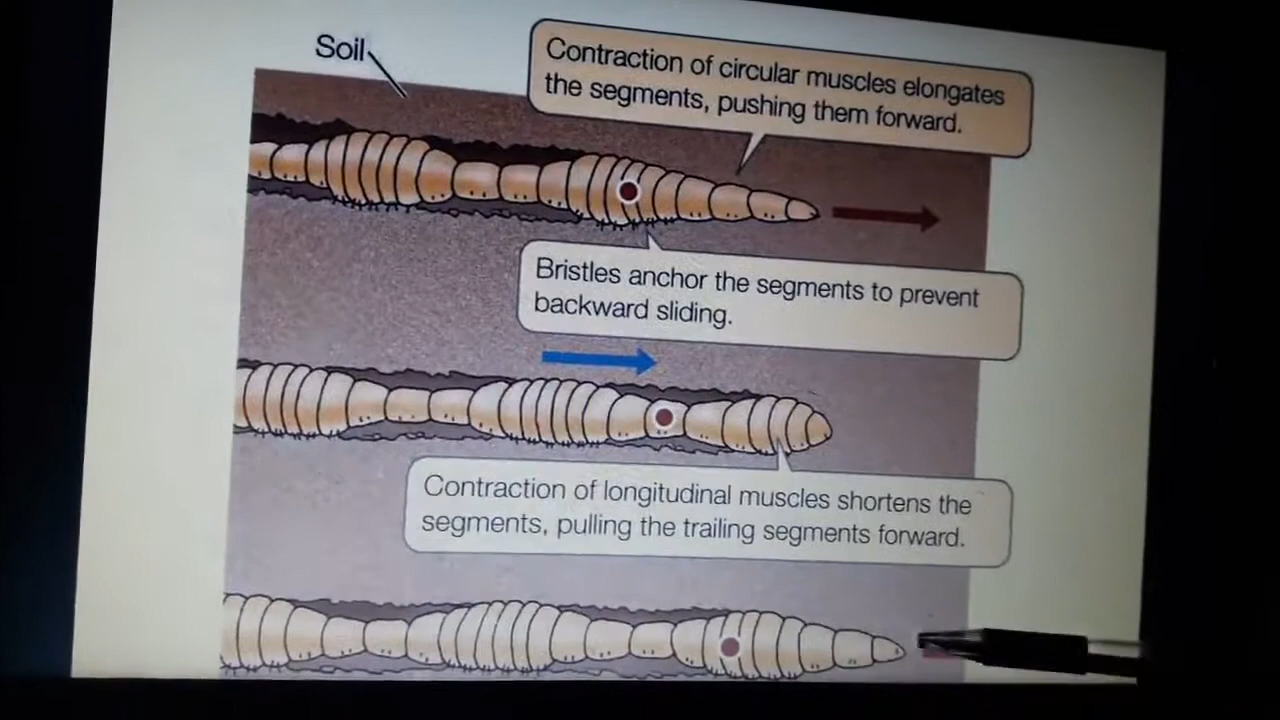 Soil
Contraction of circular muscles elongates
the segments, pushing them forward.
Bristles anchor the segments to prevent
backward sliding.
Contraction of longitudinal muscles shortens the
segments, pulling the trailing segments forward.